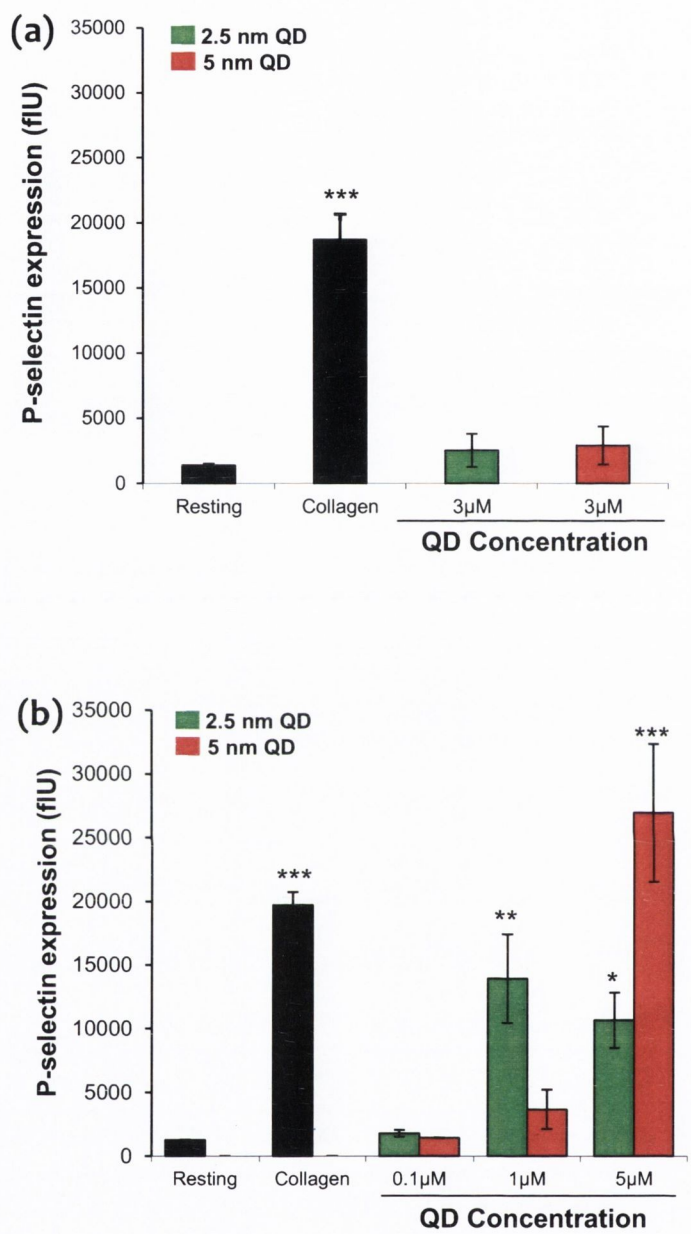 (a)
P-selectin expression (flU)
35000
30000
25000
20000
15000
10000
5000
0
2.5 nm QD
5 nm QD
***
Resting Collagen 3µM 3µM
QD Concentration
(b)
P-selectin expression (flU)
35000
30000
25000
20000
15000
10000
5000
0
2.5 nm QD
5 nm QD
***
**
*
***
Resting Collagen 0.1µM 1µM 5µM
QD Concentration